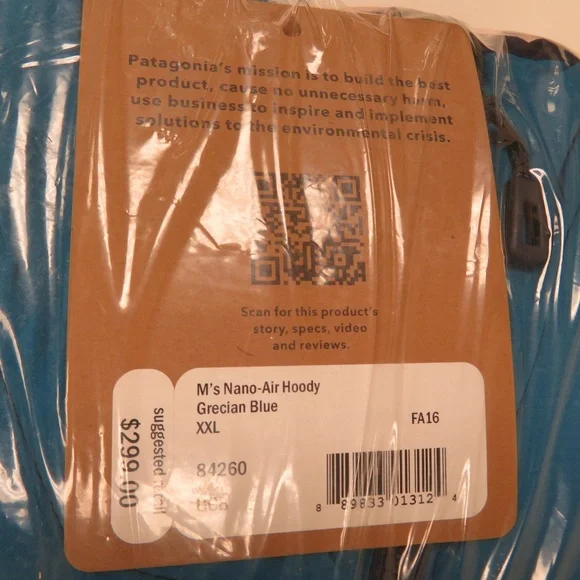 Patagonia's mission is to build the best
product, cause no unnecessary harm,
use business to inspire and implement
solutions to the environmental crisis.
Scan for this product's
story, specs, video
and reviews.
M's Nano-Air Hoody
Grecian Blue
XXL
FA16
84260
8 89833 01312 4
suggested retail
$299.00